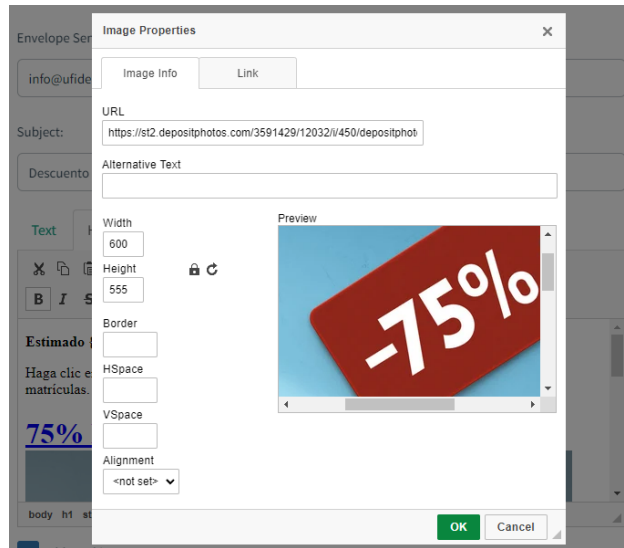 Envelope Ser
Image Properties
Image Info
Link
info@ufide
URL
https://st2.depositphotos.com/3591429/12032/i/450/depositphoto
Subject:
Alternative Text
Descuento
Width
Preview
600
Text
Height
555
-75%
B I S
Border
Estimado
HSpace
Haga clic e
matrículas.
VSpace
75%
Alignment
<not set>
body h1 st
OK
Cancel